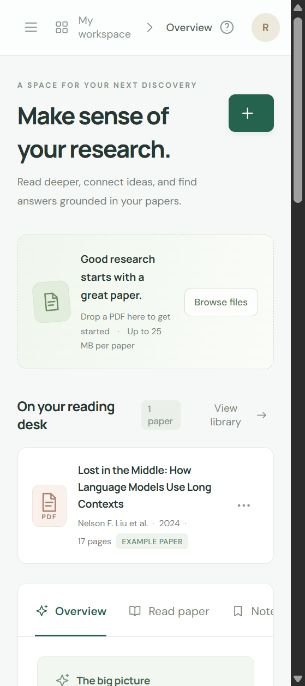 My
workspace
Overview
R
A SPACE FOR YOUR NEXT DISCOVERY
Make sense of
your research.
Read deeper, connect ideas, and find
answers grounded in your papers.
Good research
starts with a
great paper.
Drop a PDF here to get
started · Up to 25
MB per paper
Browse files
On your reading
desk
1
paper
View
library
Lost in the Middle: How
Language Models Use Long
Contexts
Nelson F. Liu et al. · 2024 ·
17 pages EXAMPLE PAPER
PDF
Overview
Read paper
Note
The big picture